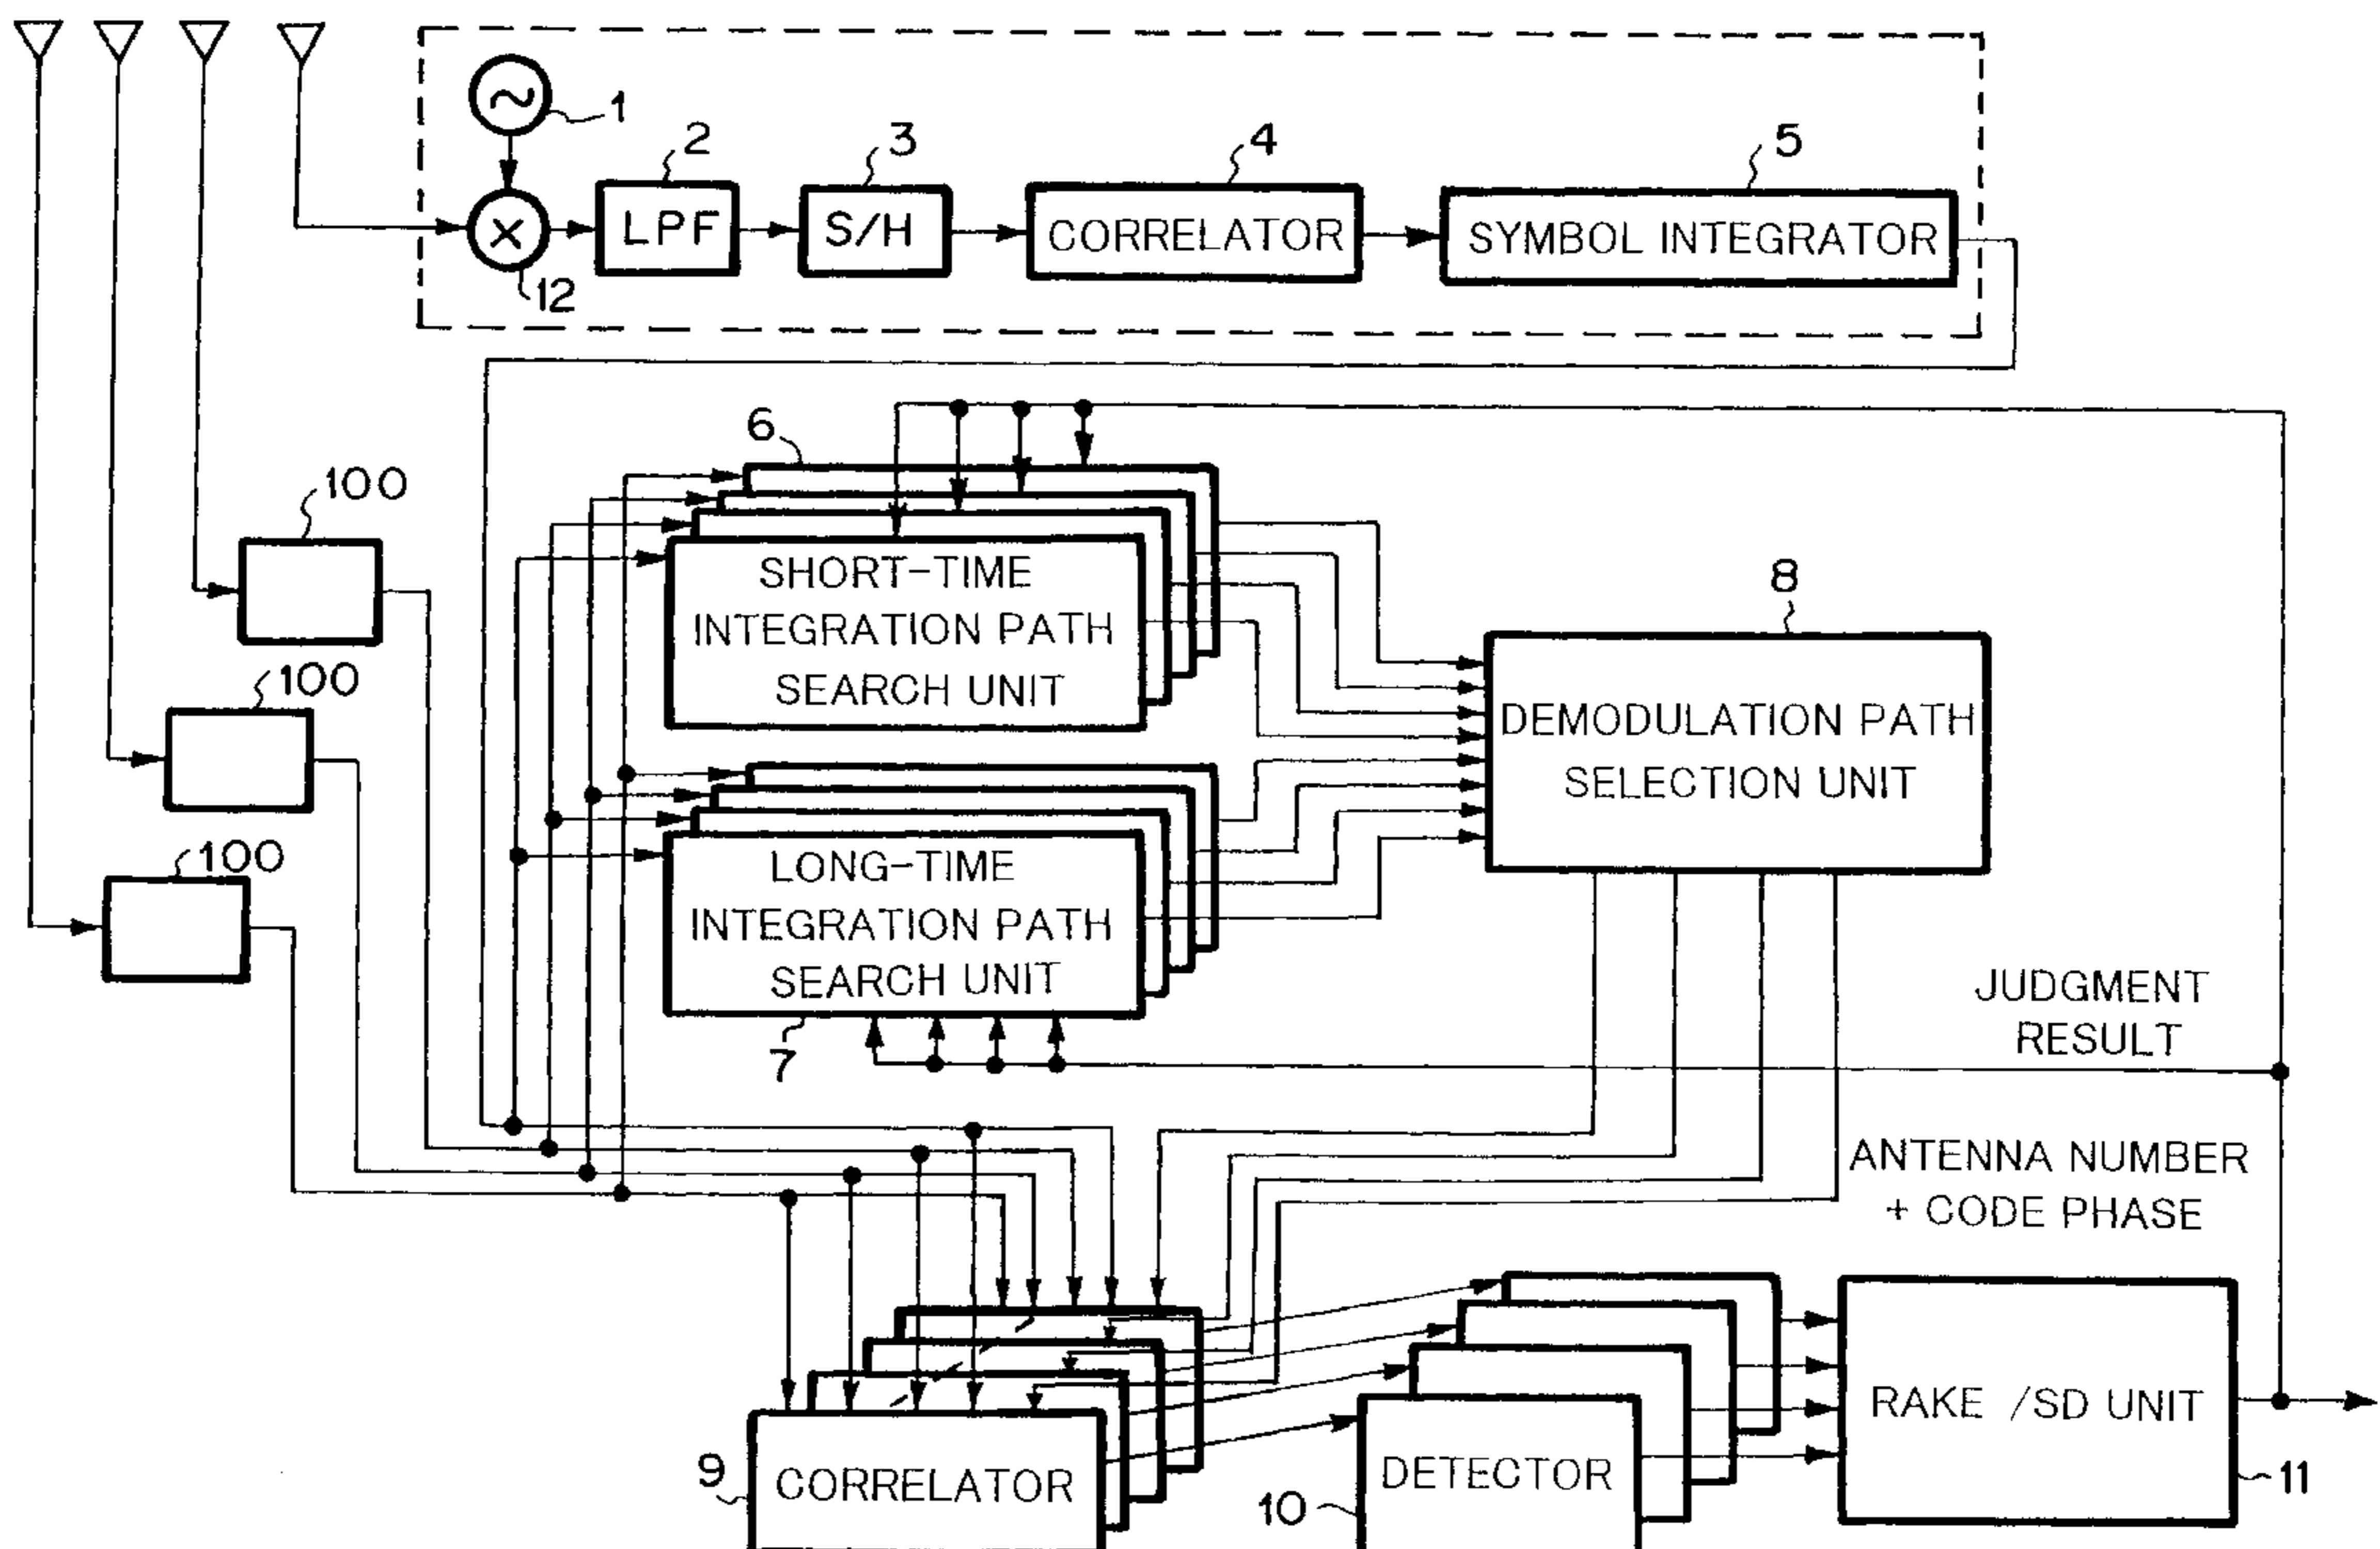 1
2
3
4
5
LPF
S/H
CORRELATOR
SYMBOL INTEGRATOR
12
6
100
SHORT-TIME
INTEGRATION PATH
SEARCH UNIT
8
100
DEMODULATION PATH
SELECTION UNIT
100
LONG-TIME
INTEGRATION PATH
SEARCH UNIT
7
JUDGMENT
RESULT
ANTENNA NUMBER
+ CODE PHASE
RAKE /SD UNIT
9
CORRELATOR
DETECTOR
10
11